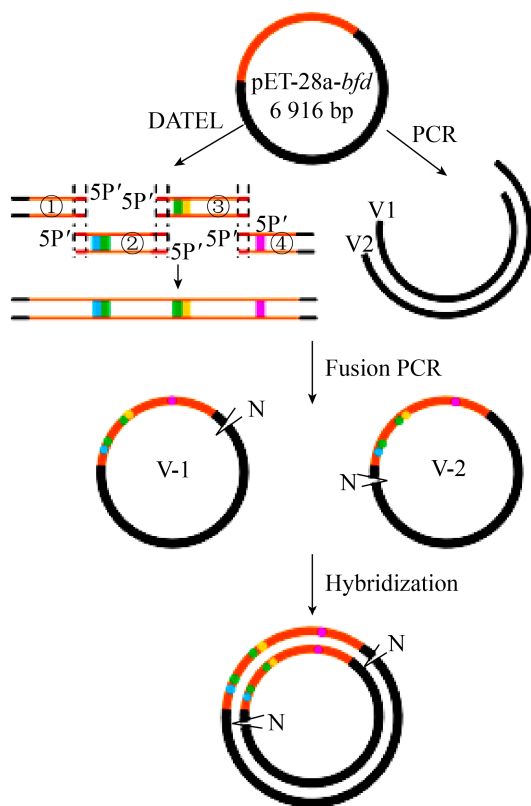 pET-28a-bfd
6 916 bp
DATEL
PCR
① 5P′ 5P′ ③
5P′ ② 5P′ 5P′ ④ 5P′
V1
V2
Fusion PCR
N
V-1
V-2
N
Hybridization
N
N